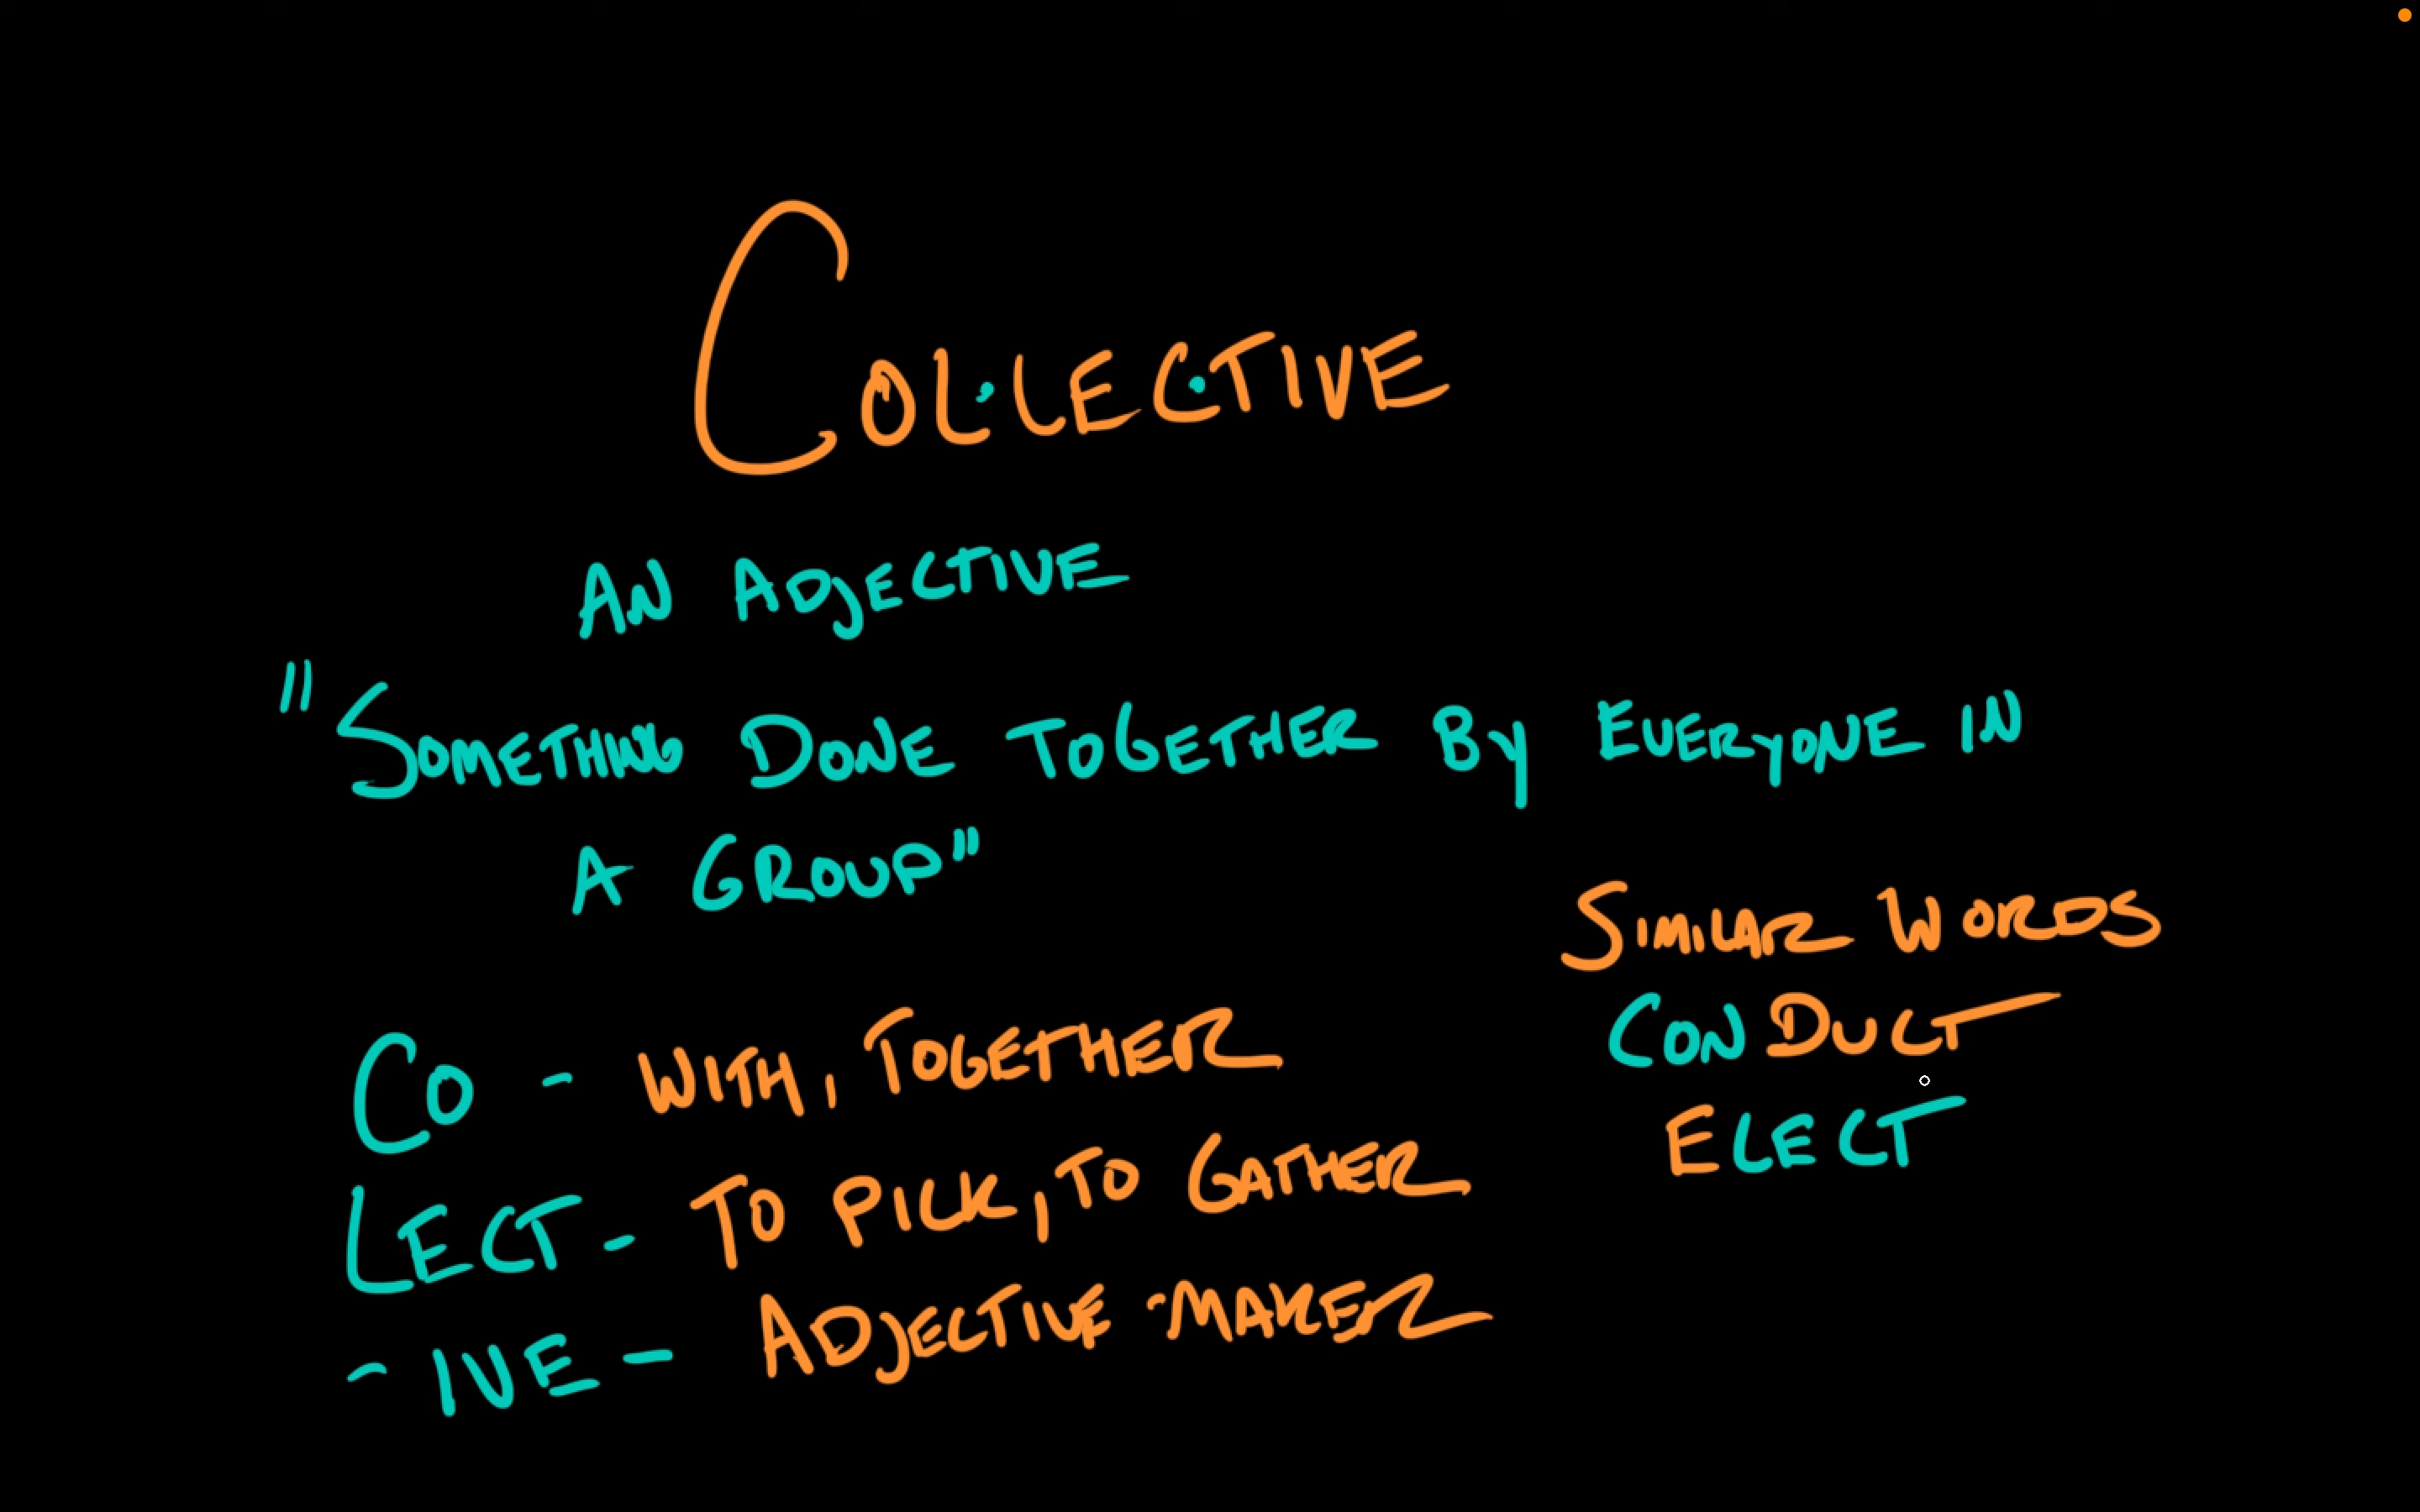 COL·LEC·TIVE
AN ADJECTIVE
"SOMETHING DONE TOGETHER BY EVERYONE IN
A GROUP"
CO - WITH, TOGETHER
LECT - TO PICK, TO GATHER
-IVE - ADJECTIVE-MAKER
SIMILAR WORDS
CONDUCT
ELECT